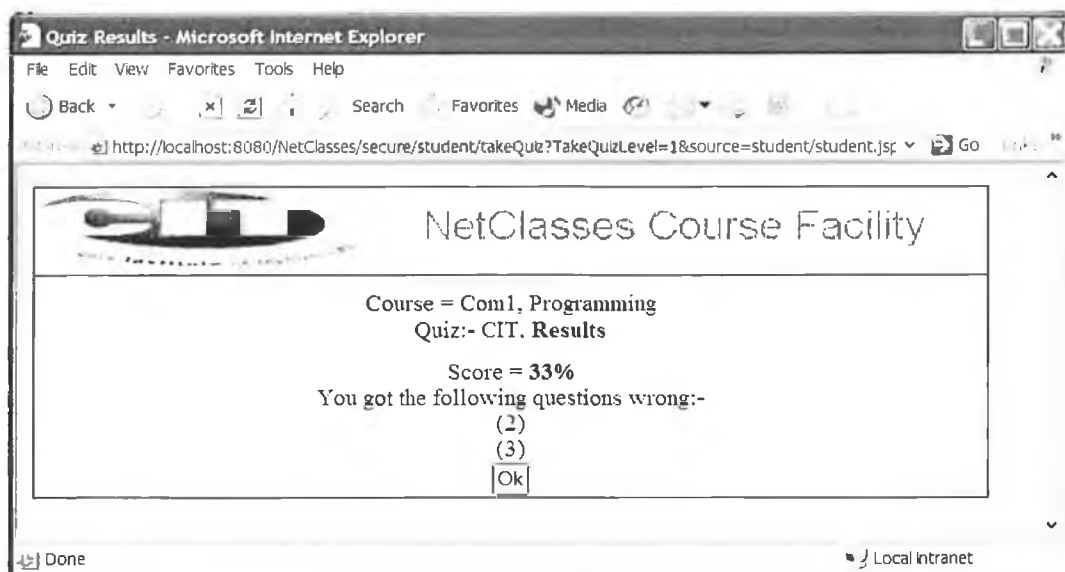 Quiz Results - Microsoft Internet Explorer
File Edit View Favorites Tools Help
Back Search Favorites Media
http://localhost:8080/NetClasses/secure/student/takeQuiz?TakeQuizLevel=1&source=student/student.jsp Go
NetClasses Course Facility
Institute
Course = Com1, Programming
Quiz:- CIT, Results
Score = 33%
You got the following questions wrong:-
(2)
(3)
Ok
Done Local intranet